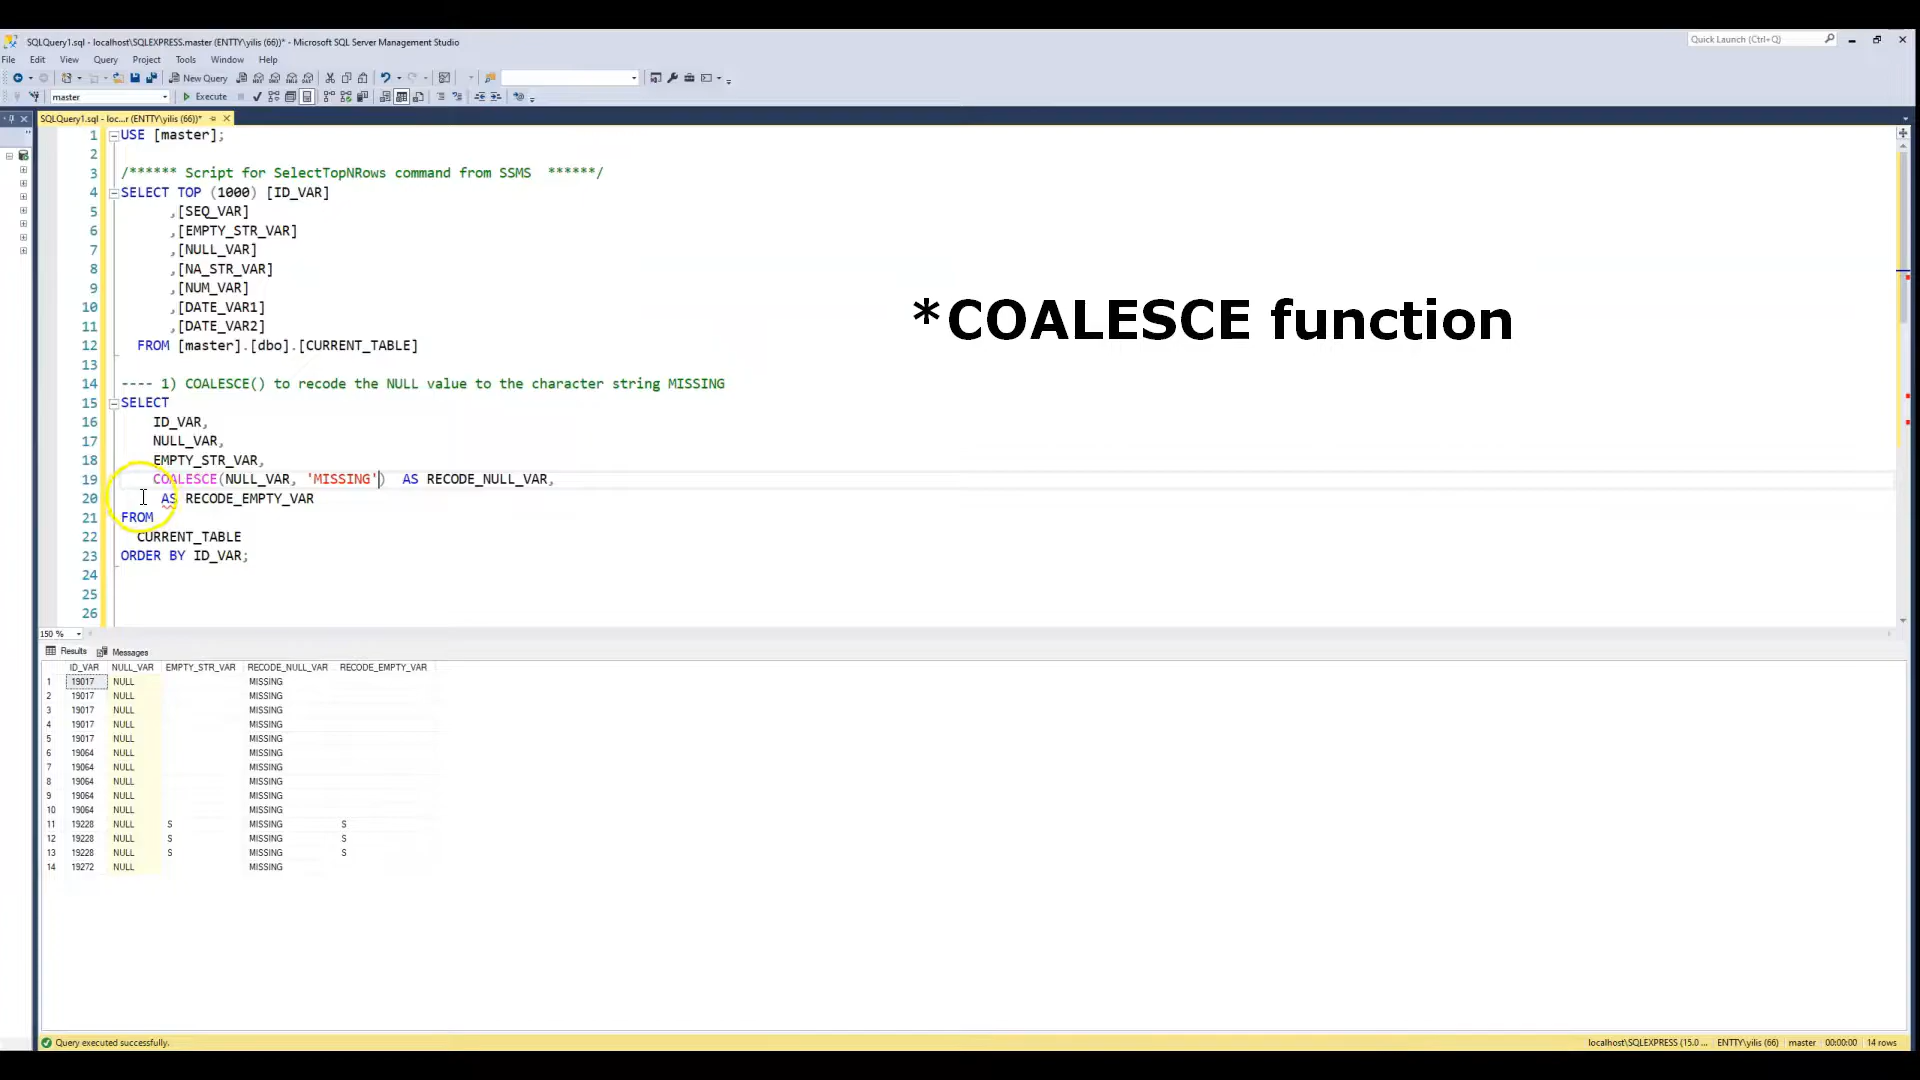 SQLQuery1.sql - localhost\SQLEXPRESS.master (ENTTY\yilis (66))* - Microsoft SQL Server Management Studio
Quick Launch (Ctrl+Q)
File Edit View Query Project Tools Window Help
New Query
master Execute
SQLQuery1.sql - loc...r (ENTTY\yilis (66))*
1 USE [master];
2
3 /****** Script for SelectTopNRows command from SSMS ******/
4 SELECT TOP (1000) [ID_VAR]
5 ,[SEQ_VAR]
6 ,[EMPTY_STR_VAR]
7 ,[NULL_VAR]
8 ,[NA_STR_VAR]
9 ,[NUM_VAR]
10 ,[DATE_VAR1]
11 ,[DATE_VAR2]
12 FROM [master].[dbo].[CURRENT_TABLE]
*COALESCE function
13
14 ---- 1) COALESCE() to recode the NULL value to the character string MISSING
15 SELECT
16 ID_VAR,
17 NULL_VAR,
18 EMPTY_STR_VAR,
19 COALESCE(NULL_VAR, 'MISSING') AS RECODE_NULL_VAR,
20 AS RECODE_EMPTY_VAR
21 FROM
22 CURRENT_TABLE
23 ORDER BY ID_VAR;
24
25
26
150 %
Results Messages
ID_VAR NULL_VAR EMPTY_STR_VAR RECODE_NULL_VAR RECODE_EMPTY_VAR
1 19017 NULL MISSING
2 19017 NULL MISSING
3 19017 NULL MISSING
4 19017 NULL MISSING
5 19017 NULL MISSING
6 19064 NULL MISSING
7 19064 NULL MISSING
8 19064 NULL MISSING
9 19064 NULL MISSING
10 19064 NULL MISSING
11 19228 NULL S MISSING S
12 19228 NULL S MISSING S
13 19228 NULL S MISSING S
14 19272 NULL MISSING
Query executed successfully.
localhost\SQLEXPRESS (15.0 ... ENTTY\yilis (66) master 00:00:00 14 rows